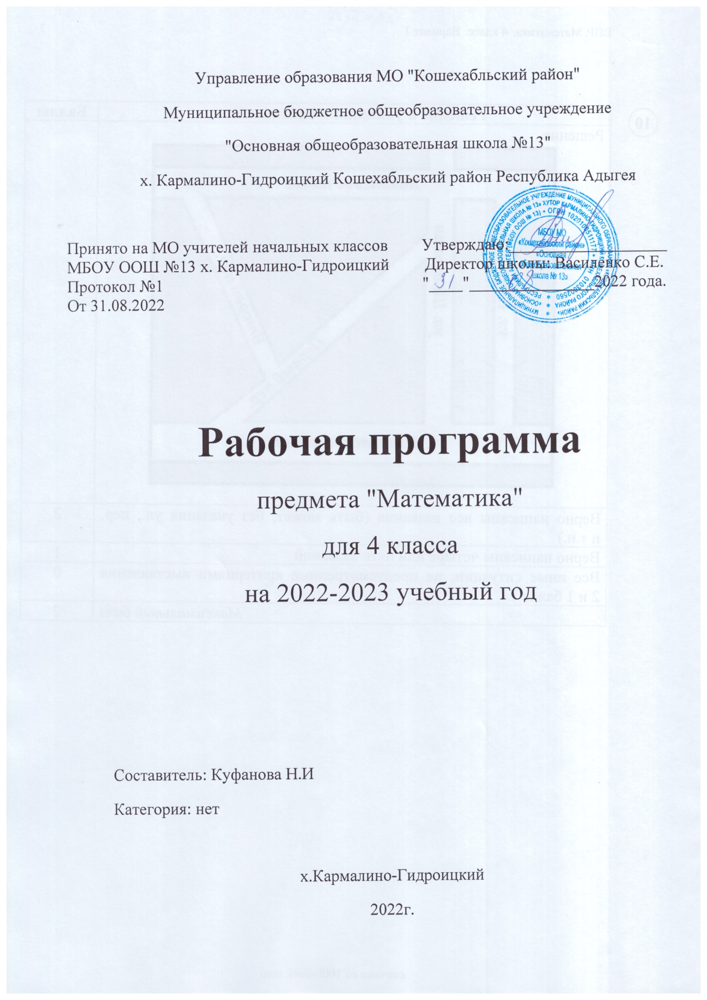 Управление образования МО "Кошехабльский район"
Муниципальное бюджетное общеобразовательное учреждение
"Основная общеобразовательная школа №13"
х. Кармалино-Гидроицкий Кошехабльский район Республика Адыгея
Принято на МО учителей начальных классов
МБОУ ООШ №13 х. Кармалино-Гидроицкий
Протокол №1
От 31.08.2022
Утверждаю:
Директор школы: Василенко С.Е.
"31" 08 2022 года.
МБОУ МО
«Кошехабльский район»
«Основная
общеобразовательная
школа № 13»
Рабочая программа
предмета "Математика"
для 4 класса
на 2022-2023 учебный год
Составитель: Куфанова Н.И
Категория: нет
х.Кармалино-Гидроицкий
2022г.